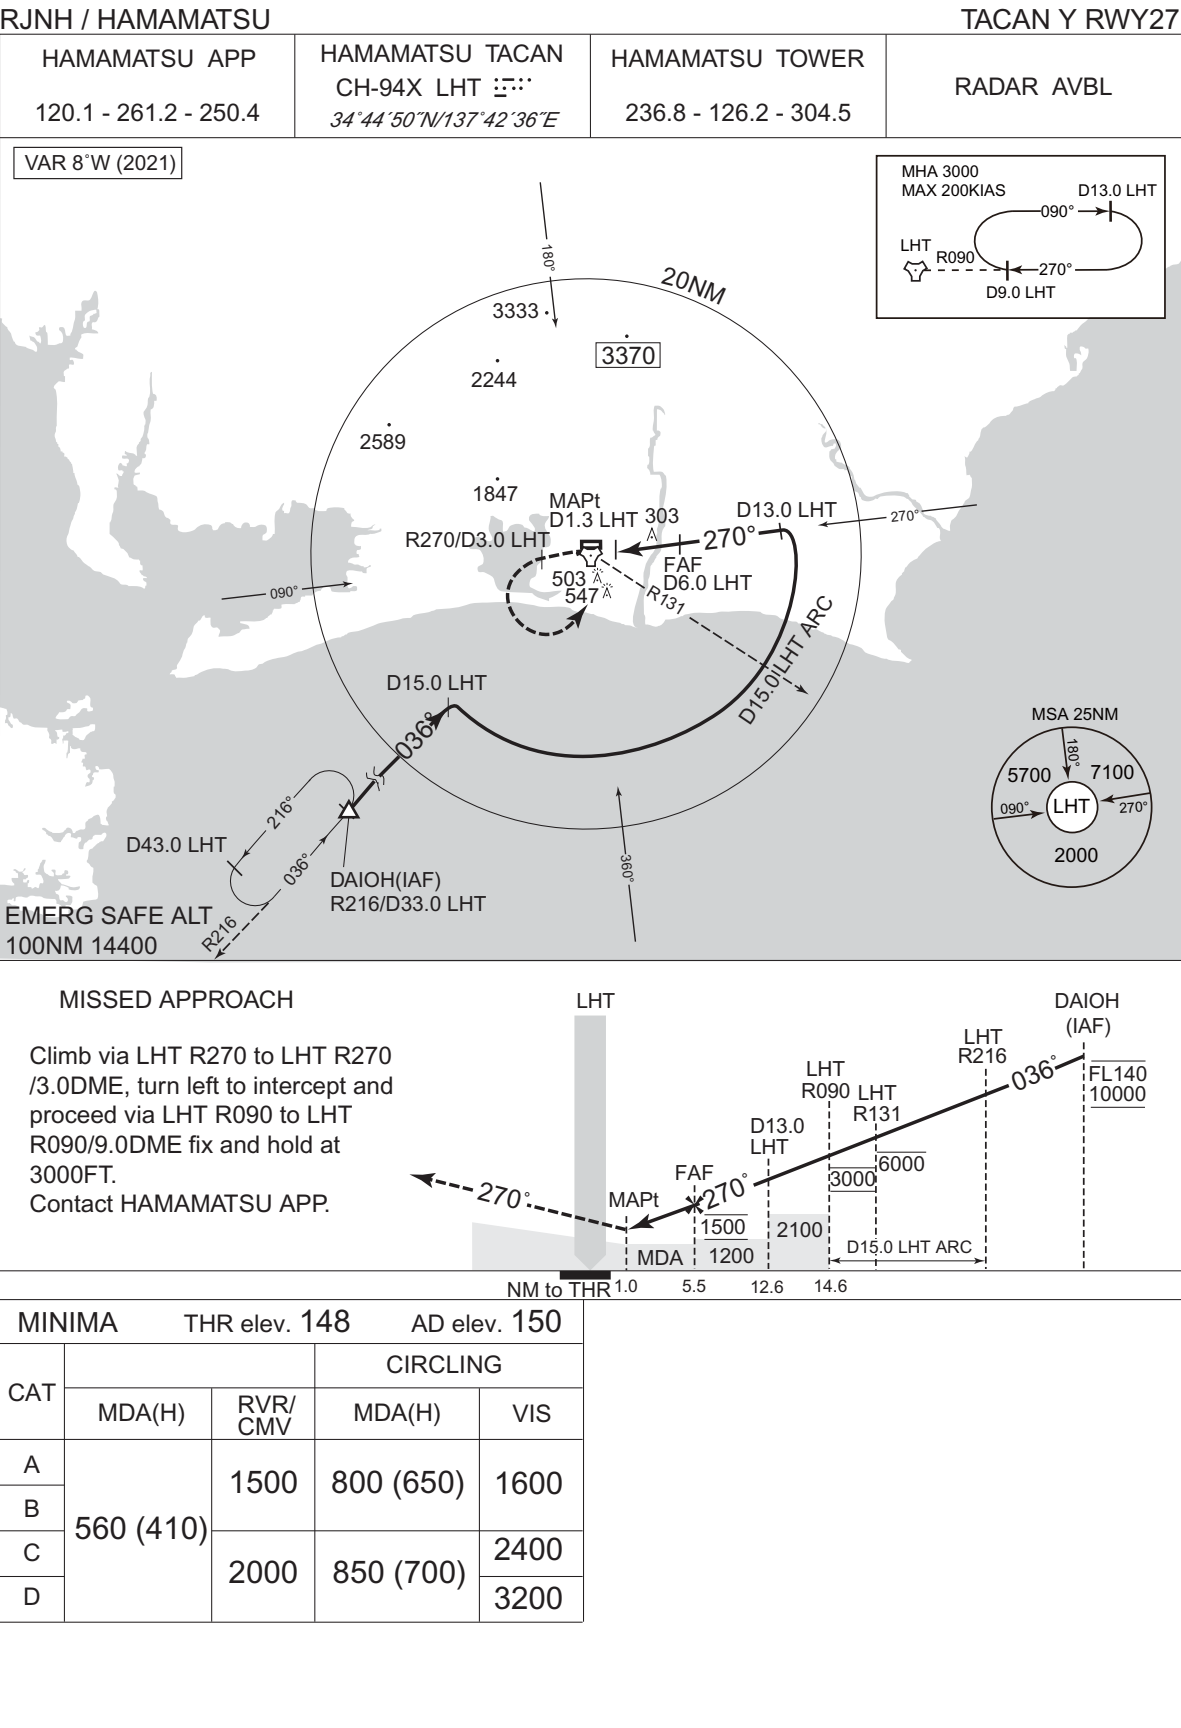 RJNH / HAMAMATSU
TACAN Y RWY27
HAMAMATSU APP
120.1 - 261.2 - 250.4
HAMAMATSU TACAN
CH-94X LHT
34˚44´50˝N/137˚42´36˝E
HAMAMATSU TOWER
236.8 - 126.2 - 304.5
RADAR AVBL
VAR 8˚W (2021)
MHA 3000
MAX 200KIAS
D13.0 LHT
090°
LHT
R090
270°
D9.0 LHT
180°
20NM
3333
3370
2244
2589
1847
MAPt
D1.3 LHT
303
D13.0 LHT
270°
270°
R270/D3.0 LHT
FAF
D6.0 LHT
503
547
R131
090°
D15.0 LHT ARC
D15.0 LHT
036°
MSA 25NM
180°
5700
7100
090°
LHT
270°
2000
216°
D43.0 LHT
036°
360°
DAIOH(IAF)
R216/D33.0 LHT
R216
EMERG SAFE ALT
100NM 14400
MISSED APPROACH
Climb via LHT R270 to LHT R270
/3.0DME, turn left to intercept and
proceed via LHT R090 to LHT
R090/9.0DME fix and hold at
3000FT.
Contact HAMAMATSU APP.
LHT
DAIOH
(IAF)
LHT
R216
036°
FL140
10000
LHT
R090
LHT
R131
D13.0
LHT
6000
3000
FAF
270°
270°
MAPt
1500
2100
MDA
1200
D15.0 LHT ARC
NM to THR
1.0
5.5
12.6
14.6
MINIMA
THR elev. 148
AD elev. 150
CAT
CIRCLING
MDA(H)
RVR/
CMV
MDA(H)
VIS
A
B
C
D
560 (410)
1500
2000
800 (650)
850 (700)
1600
2400
3200